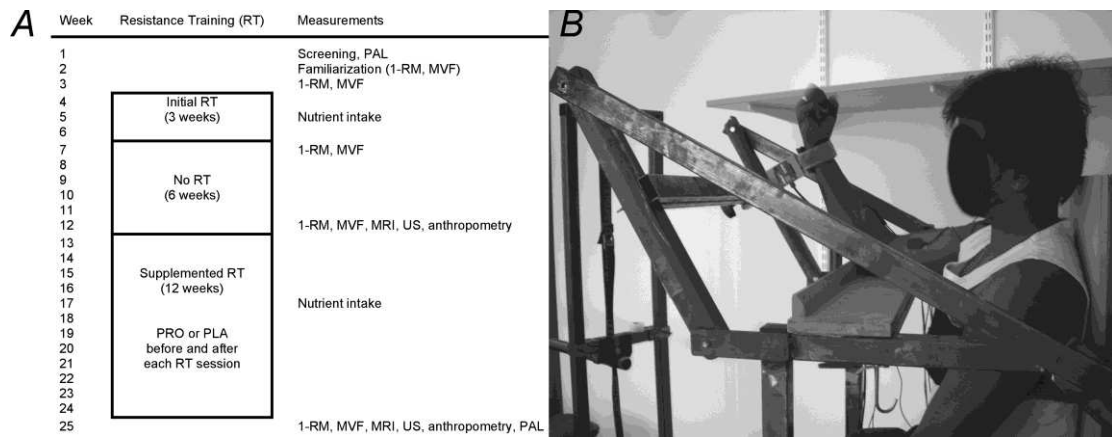 A
Week Resistance Training (RT) Measurements
1 Screening, PAL
2 Familiarization (1-RM, MVF)
3 1-RM, MVF
4 Initial RT
5 (3 weeks) Nutrient intake
6
7 1-RM, MVF
8
9 No RT
10 (6 weeks)
11
12 1-RM, MVF, MRI, US, anthropometry
13
14
15 Supplemented RT
16 (12 weeks)
17 Nutrient intake
18
19 PRO or PLA
20 before and after
21 each RT session
22
23
24
25 1-RM, MVF, MRI, US, anthropometry, PAL
B